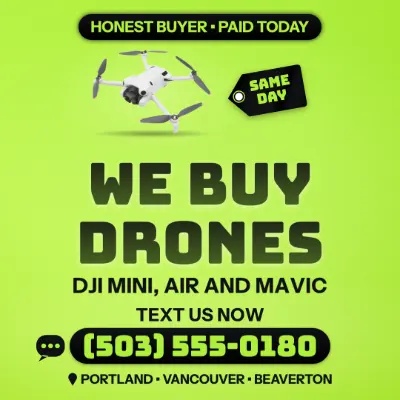 HONEST BUYER • PAID TODAY
SAME
DAY
WE BUY
DRONES
DJI MINI, AIR AND MAVIC
TEXT US NOW
(503) 555-0180
PORTLAND • VANCOUVER • BEAVERTON